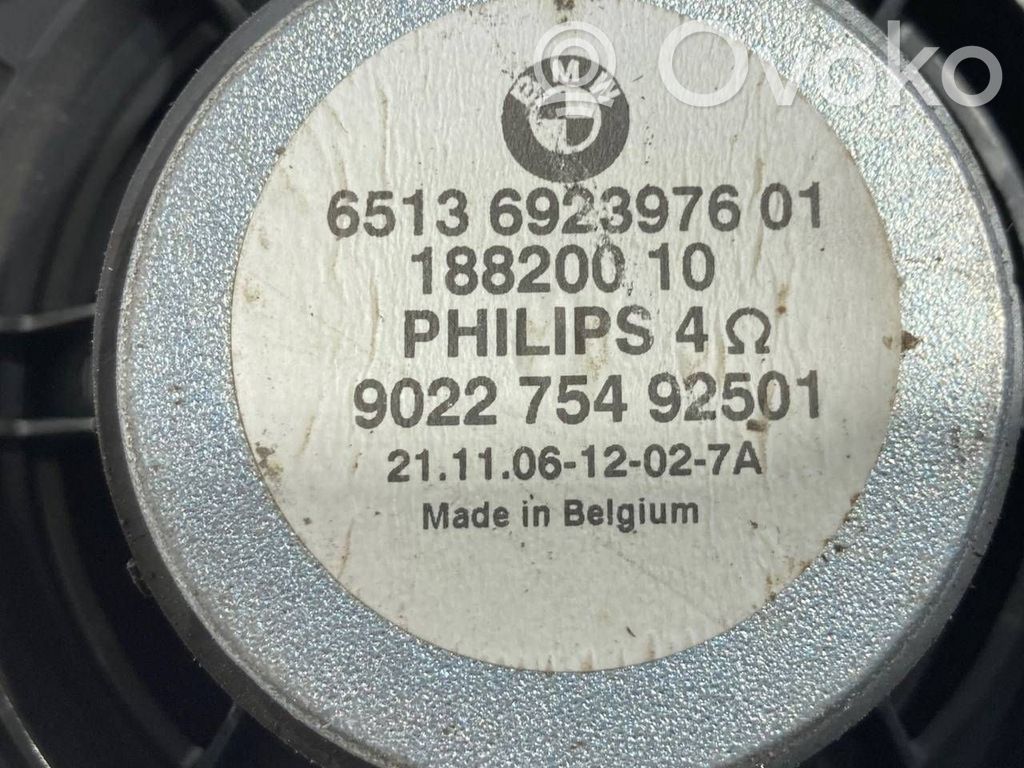 Ovoko
BMW
6513 6923976 01
188200 10
PHILIPS 4 Ω
9022 754 92501
21.11.06-12-02-7A
Made in Belgium